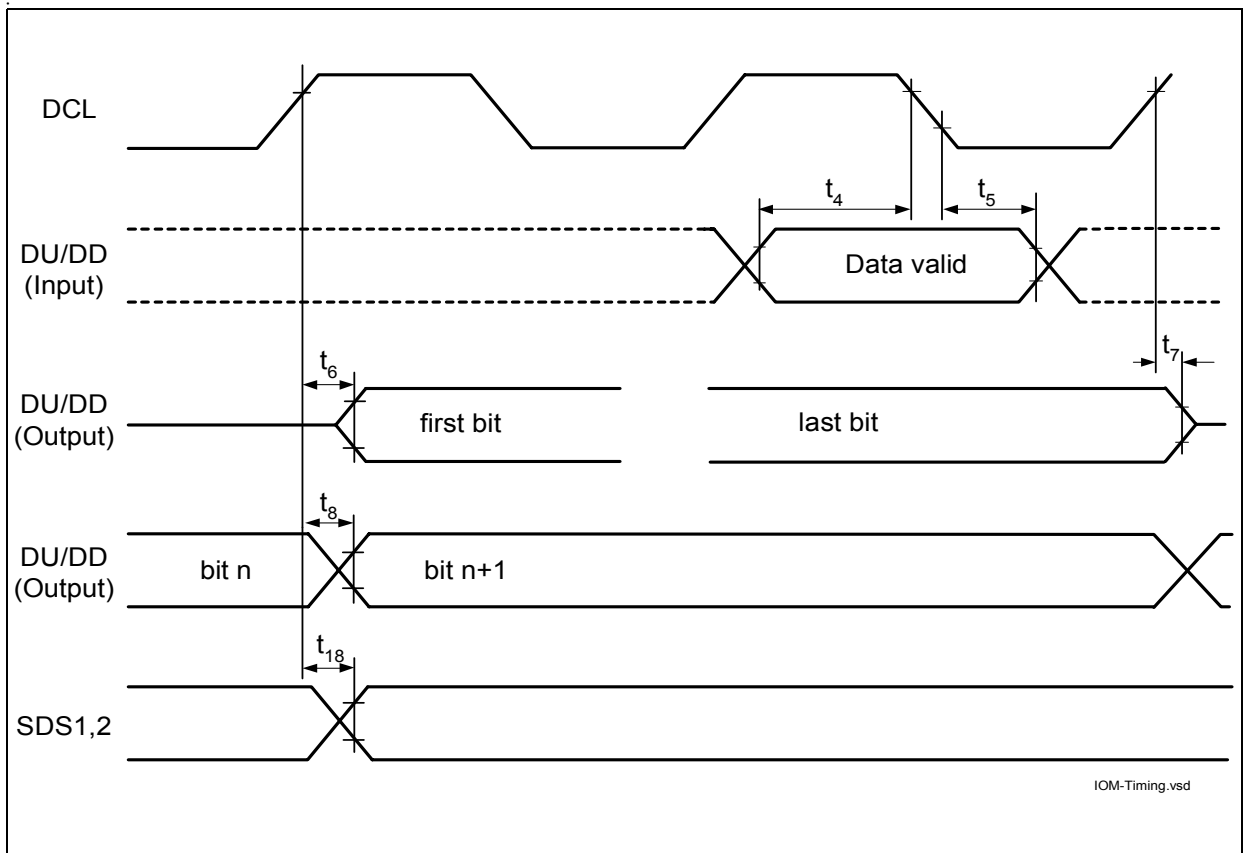 DCL
t4
t5
DU/DD
(Input)
Data valid
t6
t7
DU/DD
(Output)
first bit
last bit
t8
DU/DD
(Output)
bit n
bit n+1
t18
SDS1,2
IOM-Timing.vsd